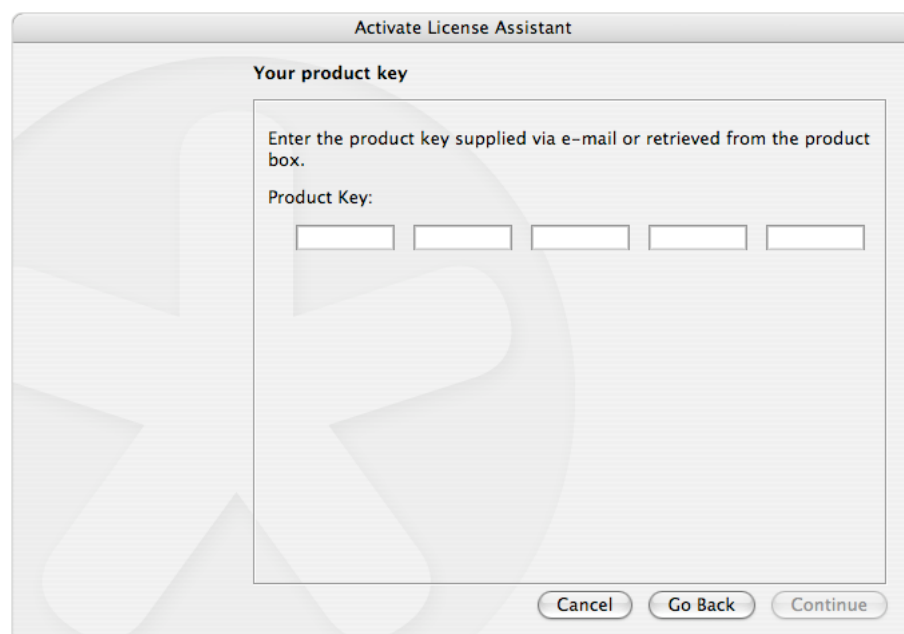 Activate License Assistant
Your product key
Enter the product key supplied via e-mail or retrieved from the product
box.
Product Key:
Cancel Go Back Continue